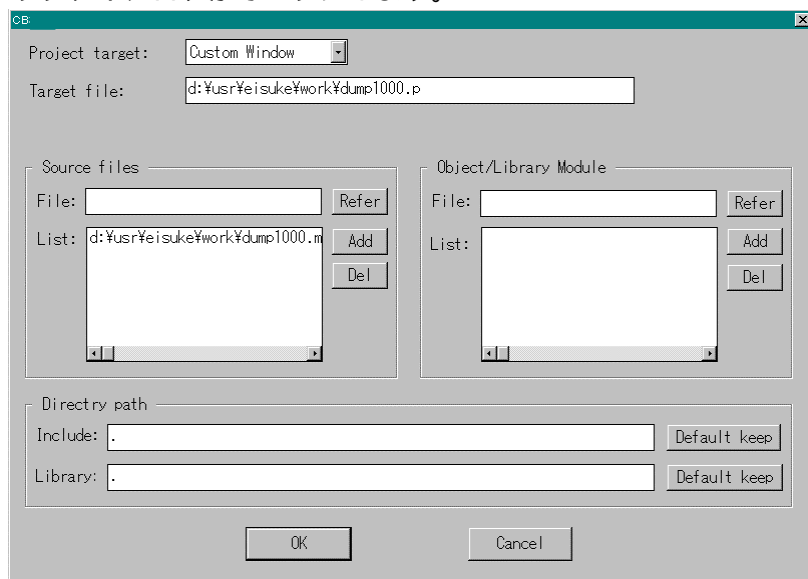 CB:
Project target: Custom Window
Target file: d:¥usr¥eisuke¥work¥dump1000.p
Source files
File: Refer
List: d:¥usr¥eisuke¥work¥dump1000.m Add
Del
Object/Library Module
File: Refer
List: Add
Del
Directry path
Include: . Default keep
Library: . Default keep
OK Cancel